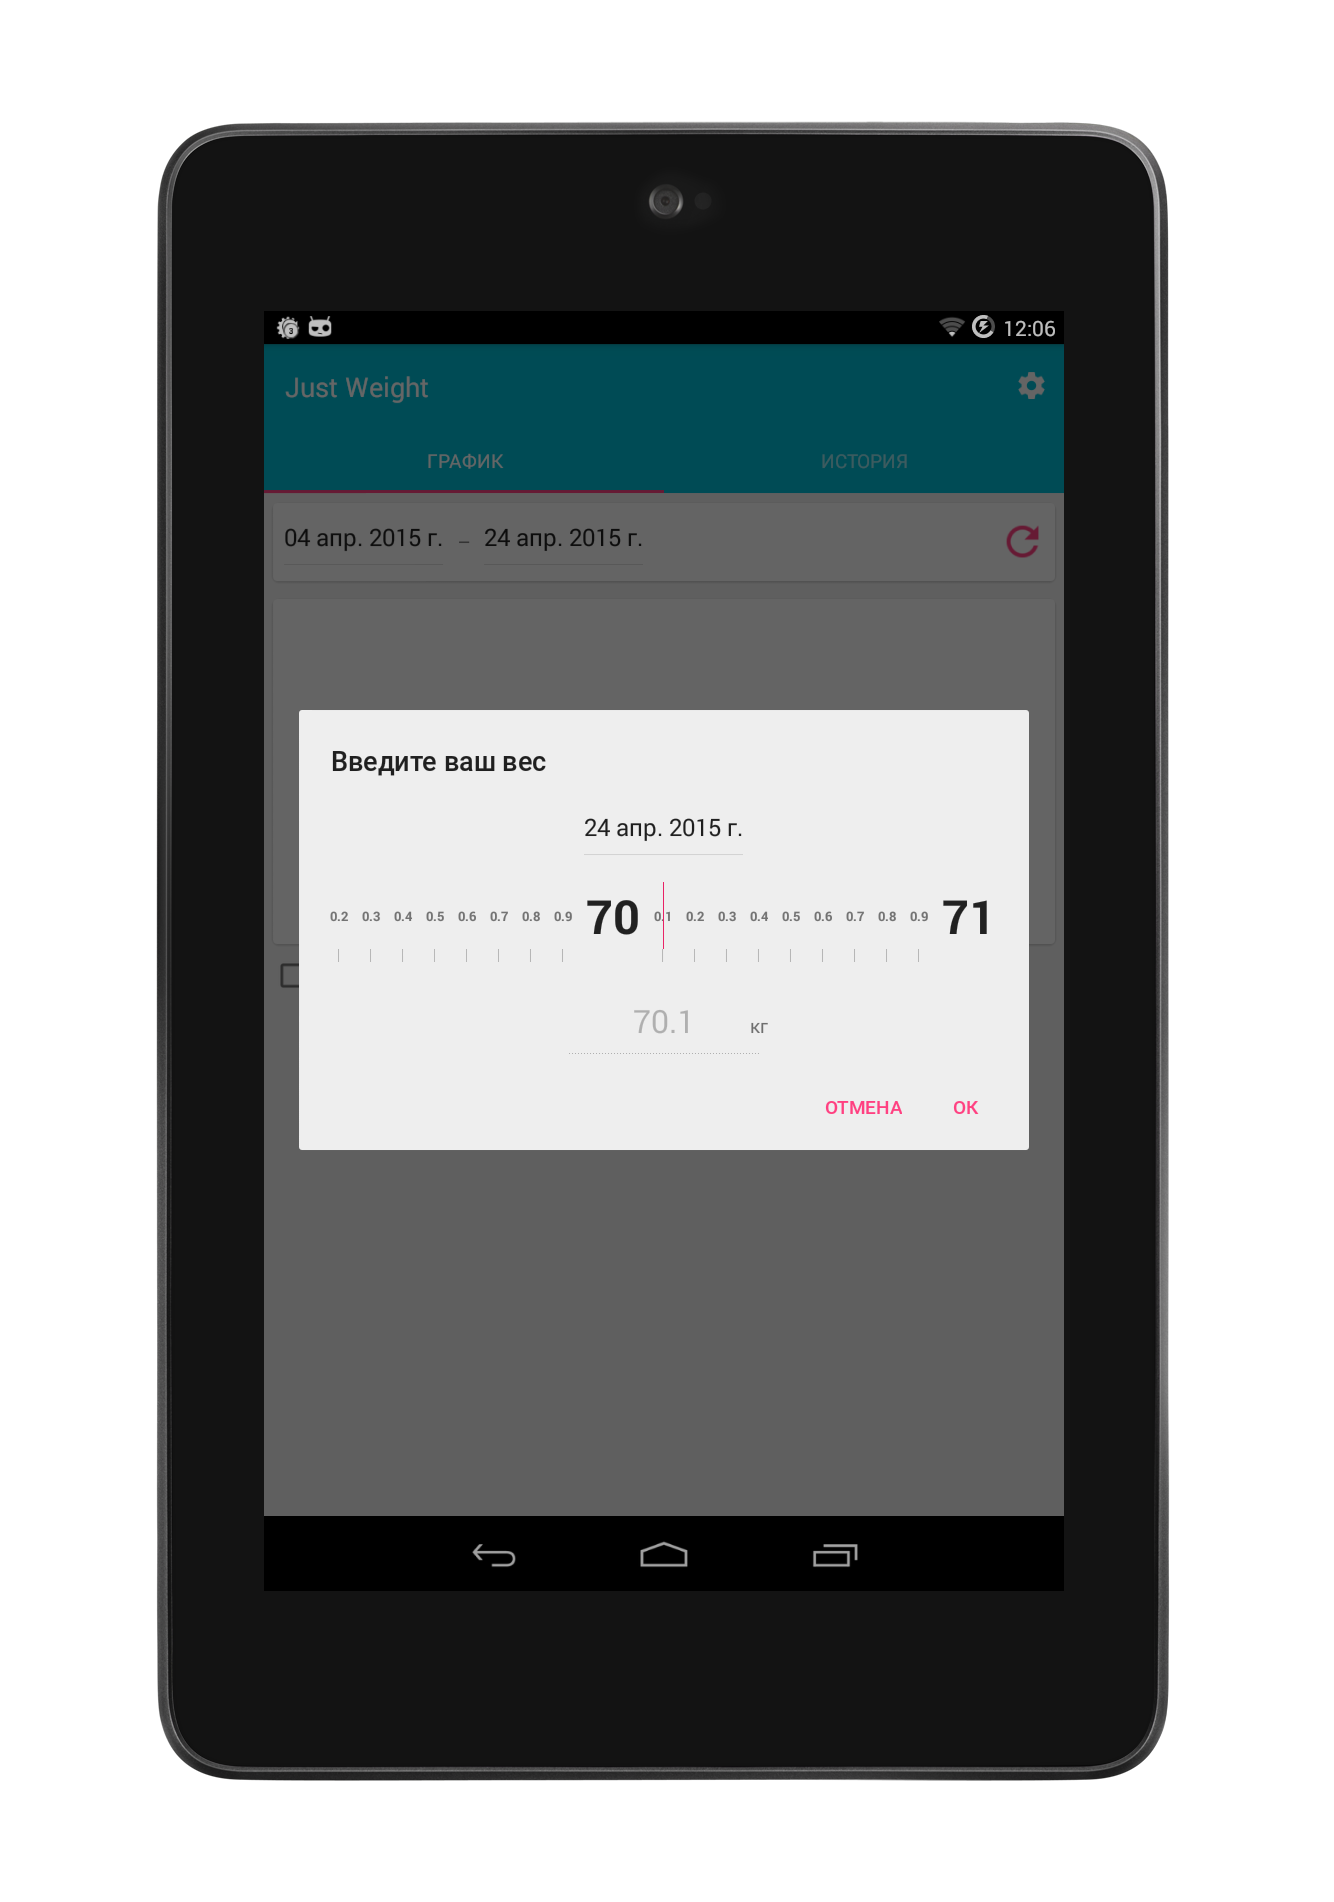 3
12:06
Just Weight
ГРАФИК ИСТОРИЯ
04 апр. 2015 г. – 24 апр. 2015 г.
Введите ваш вес
24 апр. 2015 г.
0.2 0.3 0.4 0.5 0.6 0.7 0.8 0.9 70 0.1 0.2 0.3 0.4 0.5 0.6 0.7 0.8 0.9 71
70.1 кг
ОТМЕНА ОК